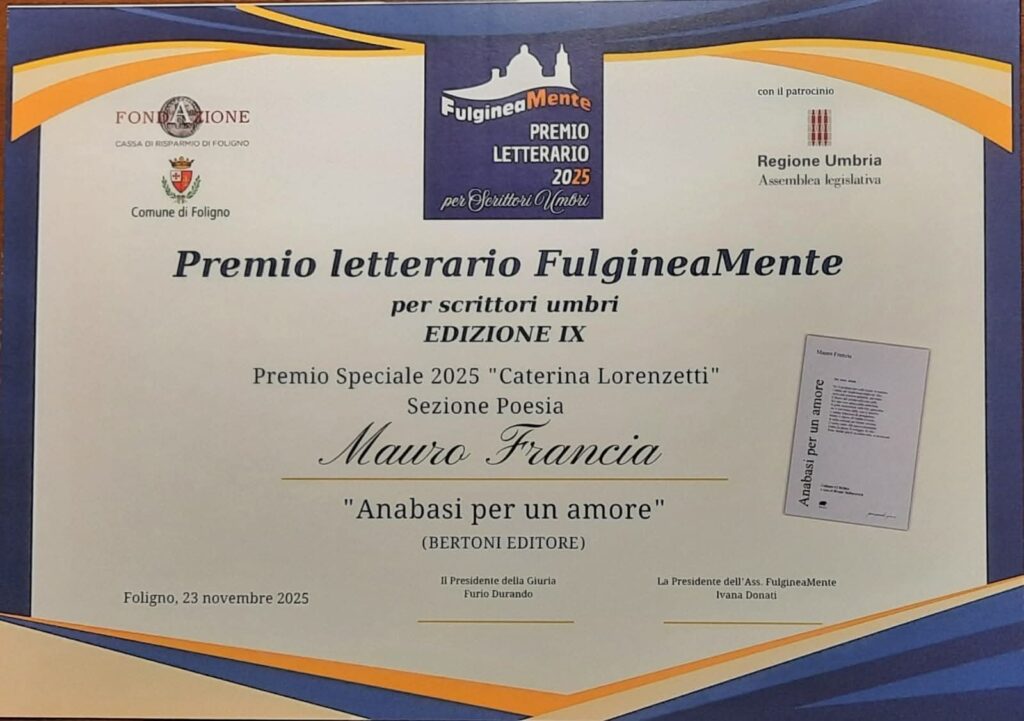 FONDAZIONE
CASSA DI RISPARMIO DI FOLIGNO
Comune di Foligno
FulgineaMente
PREMIO
LETTERARIO
2025
per Scrittori Umbri
con il patrocinio
Regione Umbria
Assemblea legislativa
Premio letterario FulgineaMente
per scrittori umbri
EDIZIONE IX
Premio Speciale 2025 "Caterina Lorenzetti"
Sezione Poesia
Mauro Francia
"Anabasi per un amore"
(BERTONI EDITORE)
Mauro Francia
Anabasi per un amore
Foligno, 23 novembre 2025
Il Presidente della Giuria
Furio Durando
La Presidente dell'Ass. FulgineaMente
Ivana Donati